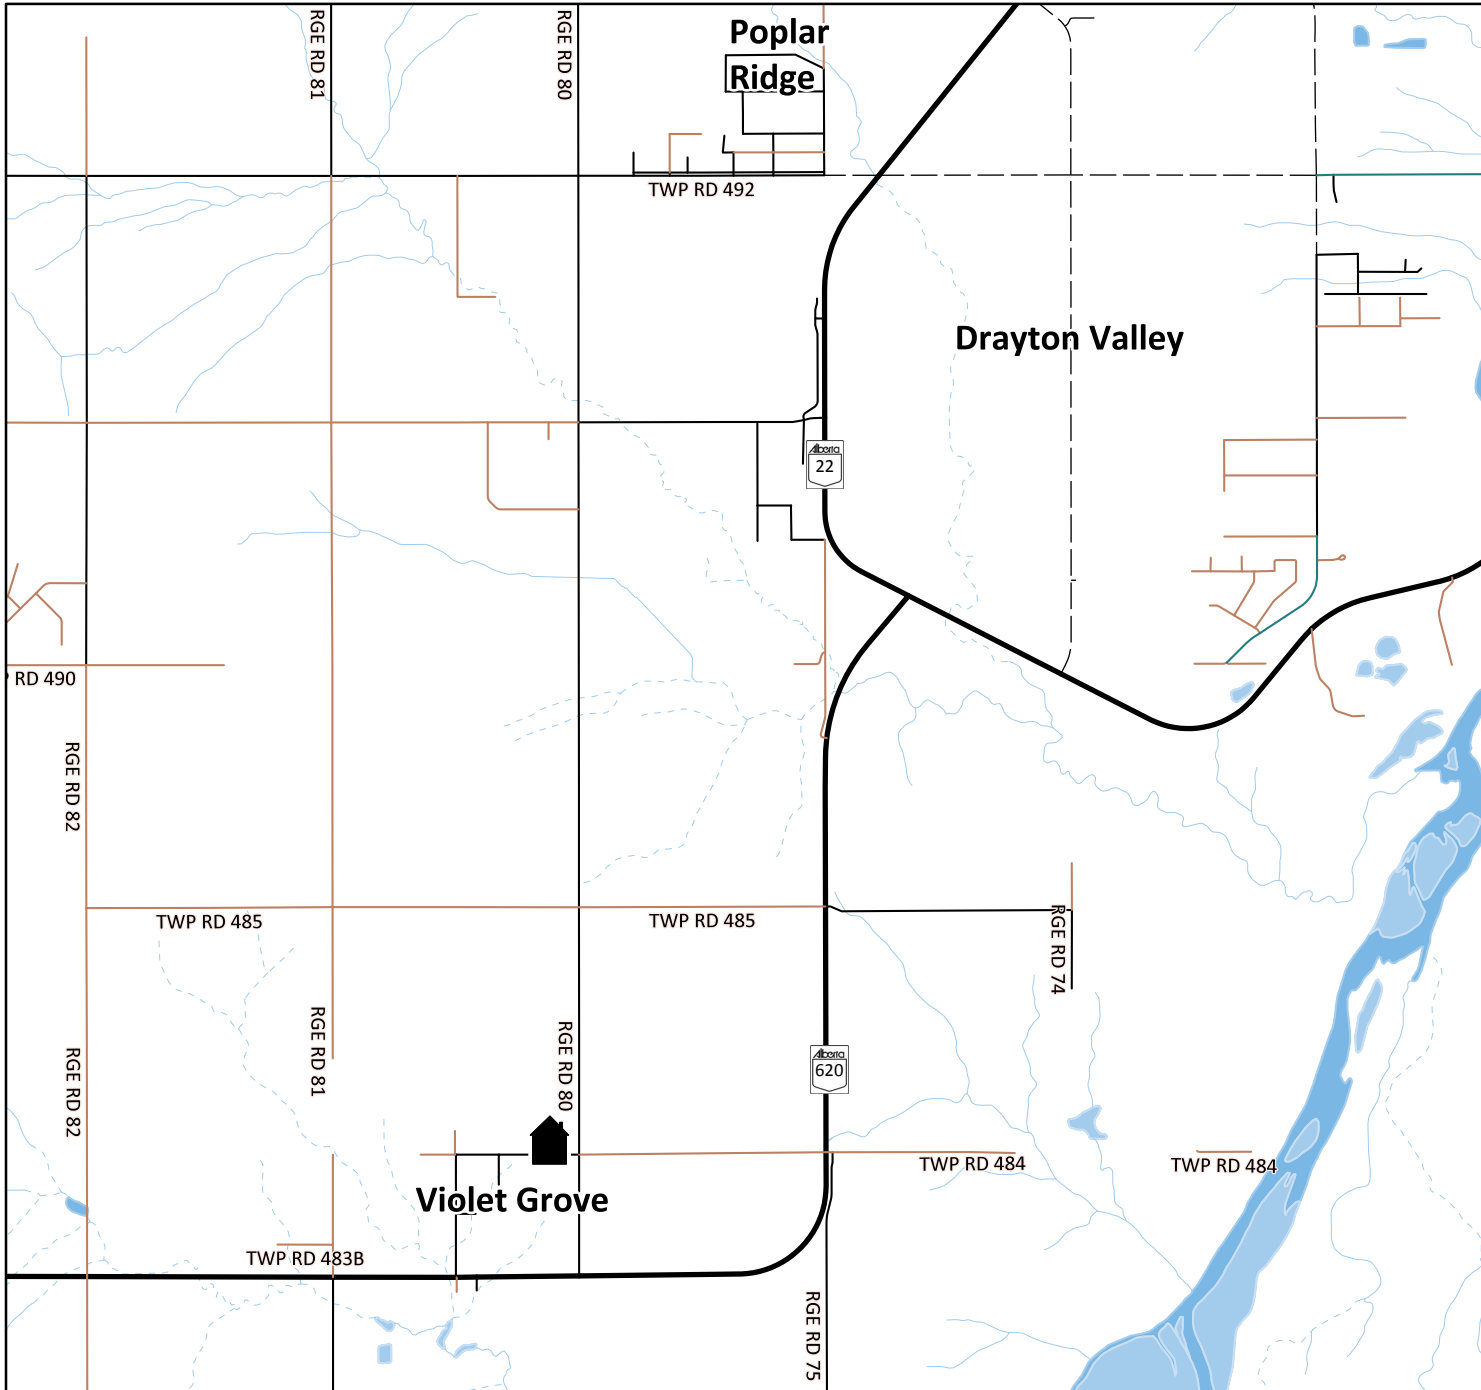 RGE RD 81
RGE RD 80
Poplar
Ridge
TWP RD 492
Drayton Valley
Alberta
22
RD 490
RGE RD 82
TWP RD 485
TWP RD 485
RGE RD 74
RGE RD 81
RGE RD 80
RGE RD 82
Alberta
620
TWP RD 484
TWP RD 484
Violet Grove
TWP RD 483B
RGE RD 75